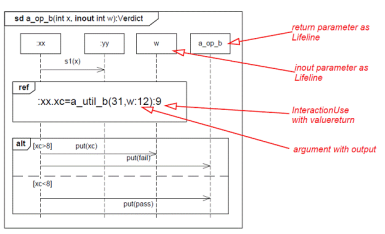 sd a_op_b(int x, inout int w):Verdict
return parameter as
Lifeline
:xx
:yy
w
a_op_b
inout parameter as
Lifeline
s1(x)
ref
:xx.xc=a_util_b(31,w:12):9
InteractionUse
with valuereturn
argument with output
alt
[xc>8]
put(xc)
put(fail)
[xc<8]
put(pass)